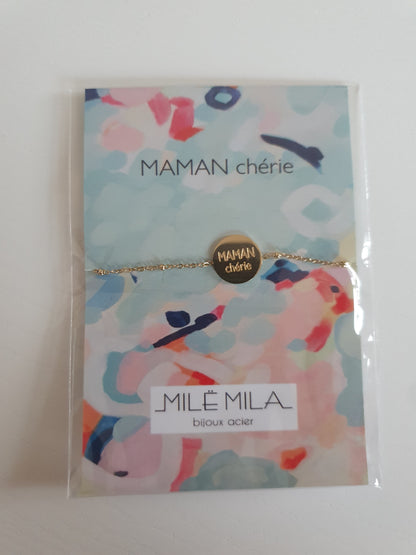 MAMAN chérie
MAMAN
chérie
MILË MILA
bijoux acier